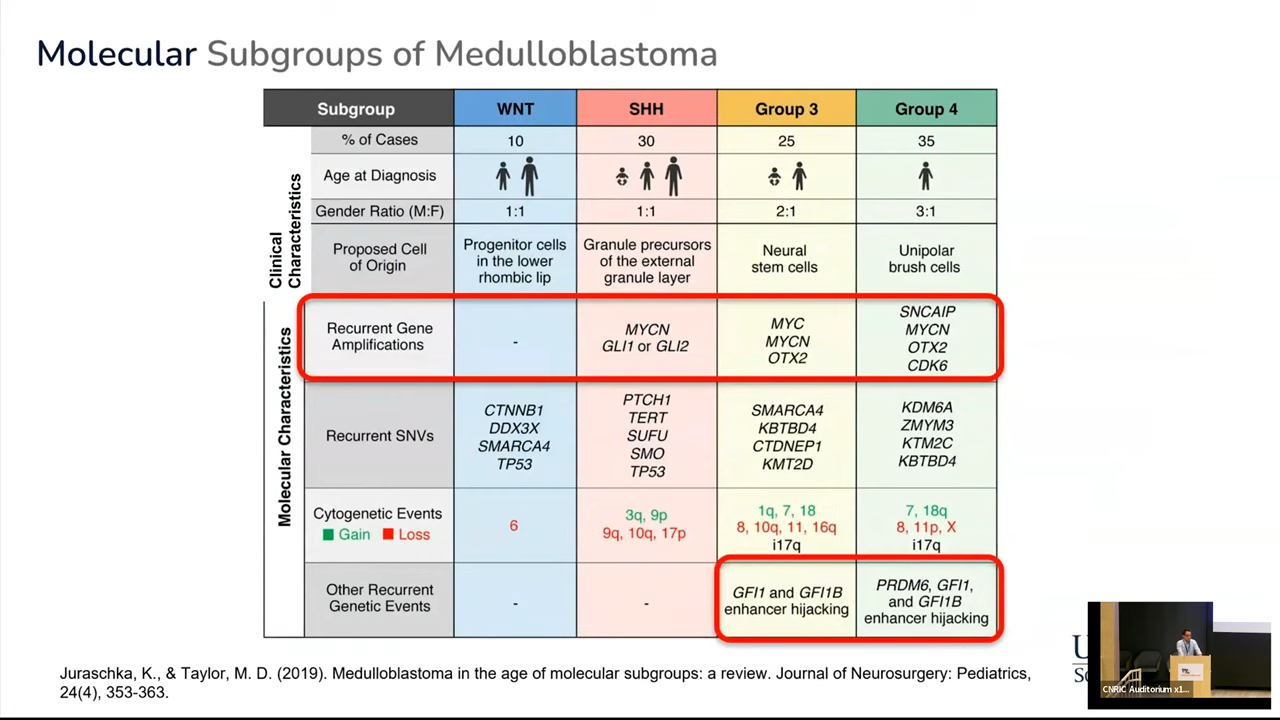 Molecular Subgroups of Medulloblastoma
Subgroup WNT SHH Group 3 Group 4
Clinical Characteristics
% of Cases 10 30 25 35
Age at Diagnosis
Gender Ratio (M:F) 1:1 1:1 2:1 3:1
Proposed Cell Progenitor cells Granule precursors Neural Unipolar
of Origin in the lower of the external stem cells brush cells
rhombic lip granule layer
Molecular Characteristics
Recurrent Gene Amplifications
-
MYCN
GLI1 or GLI2
MYC
MYCN
OTX2
SNCAIP
MYCN
OTX2
CDK6
Recurrent SNVs
CTNNB1
DDX3X
SMARCA4
TP53
PTCH1
TERT
SUFU
SMO
TP53
SMARCA4
KBTBD4
CTDNEP1
KMT2D
KDM6A
ZMYM3
KTM2C
KBTBD4
Cytogenetic Events
Gain Loss
6
3q, 9p
9q, 10q, 17p
1q, 7, 18
8, 10q, 11, 16q
i17q
7, 18q
8, 11p, X
i17q
Other Recurrent
Genetic Events
-
-
GFI1 and GFI1B
enhancer hijacking
PRDM6, GFI1,
and GFI1B
enhancer hijacking
Juraschka, K., & Taylor, M. D. (2019). Medulloblastoma in the age of molecular subgroups: a review. Journal of Neurosurgery: Pediatrics,
24(4), 353-363.
CNRIC Auditorium x1...